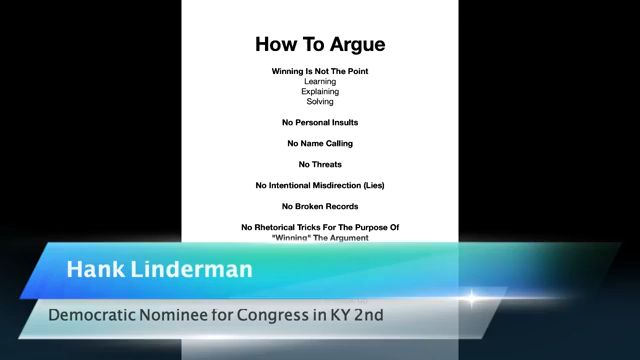 How To Argue
Winning Is Not The Point
Learning
Explaining
Solving
No Personal Insults
No Name Calling
No Threats
No Intentional Misdirection (Lies)
No Broken Records
No Rhetorical Tricks For The Purpose Of
"Winning" The Argument
Hank Linderman
Democratic Nominee for Congress in KY 2nd